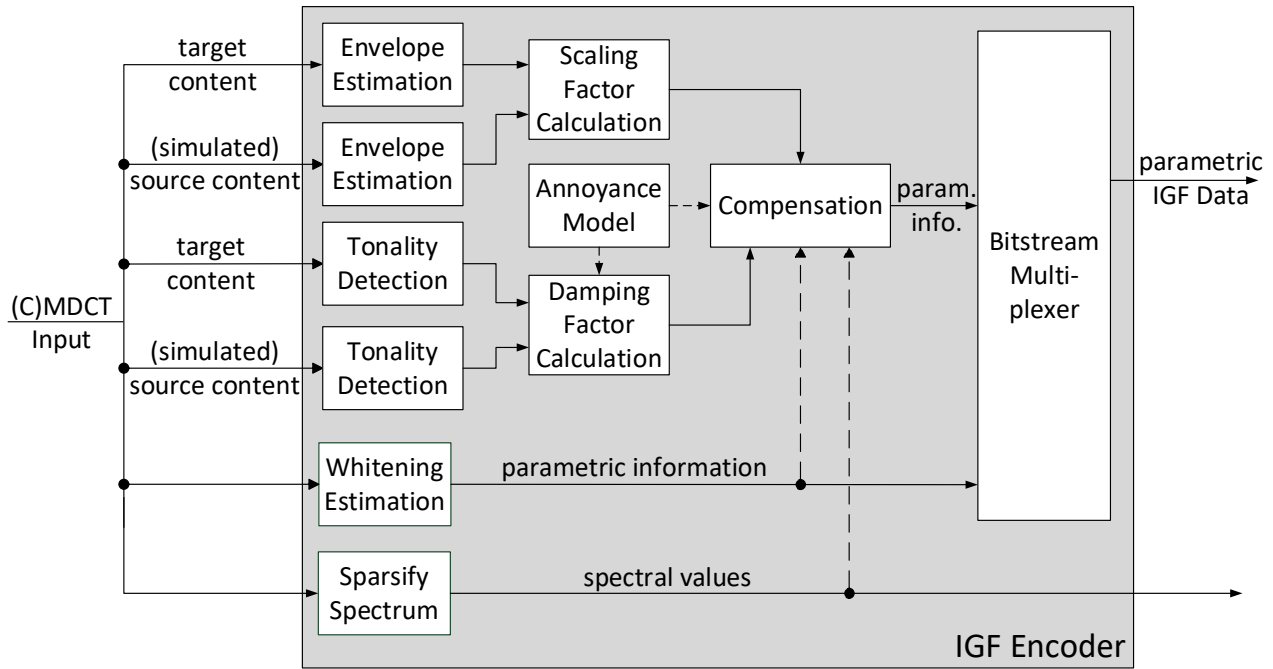 target
content
Envelope
Estimation
Scaling
Factor
Calculation
(simulated)
source content
Envelope
Estimation
Annoyance
Model
Compensation
param.
info.
Bitstream
Multi-
plexer
parametric
IGF Data
target
content
Tonality
Detection
Damping
Factor
Calculation
(C)MDCT
Input
(simulated)
source content
Tonality
Detection
Whitening
Estimation
parametric information
Sparsify
Spectrum
spectral values
IGF Encoder